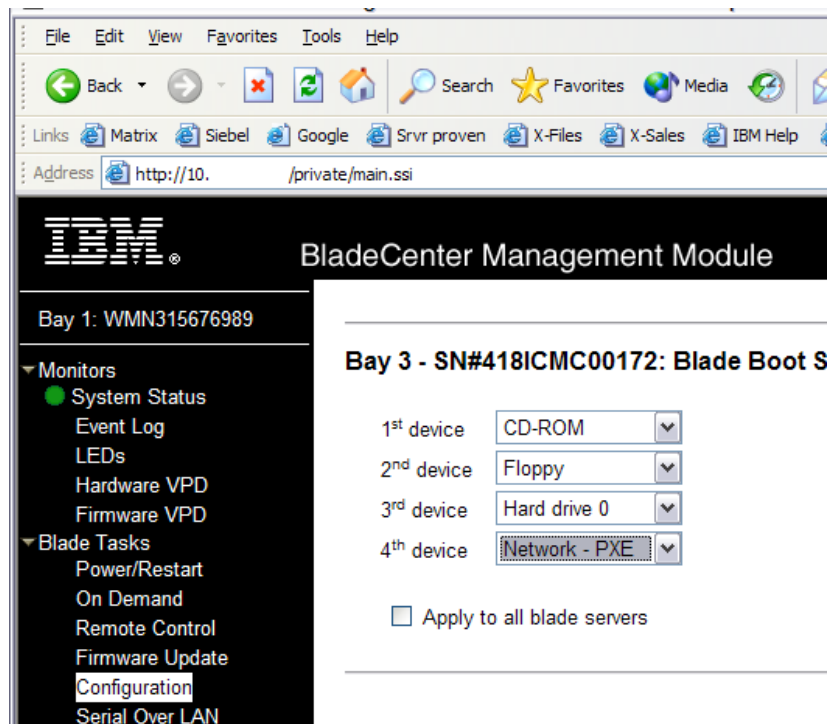 File Edit View Favorites Tools Help
Back Search Favorites Media
Links Matrix Siebel Google Srvr proven X-Files X-Sales IBM Help
Address http://10. /private/main.ssi
IBM®
BladeCenter Management Module
Bay 1: WMN315676989
Monitors
System Status
Event Log
LEDs
Hardware VPD
Firmware VPD
Blade Tasks
Power/Restart
On Demand
Remote Control
Firmware Update
Configuration
Serial Over LAN
Bay 3 - SN#418ICMC00172: Blade Boot S
1st device CD-ROM
2nd device Floppy
3rd device Hard drive 0
4th device Network - PXE
Apply to all blade servers